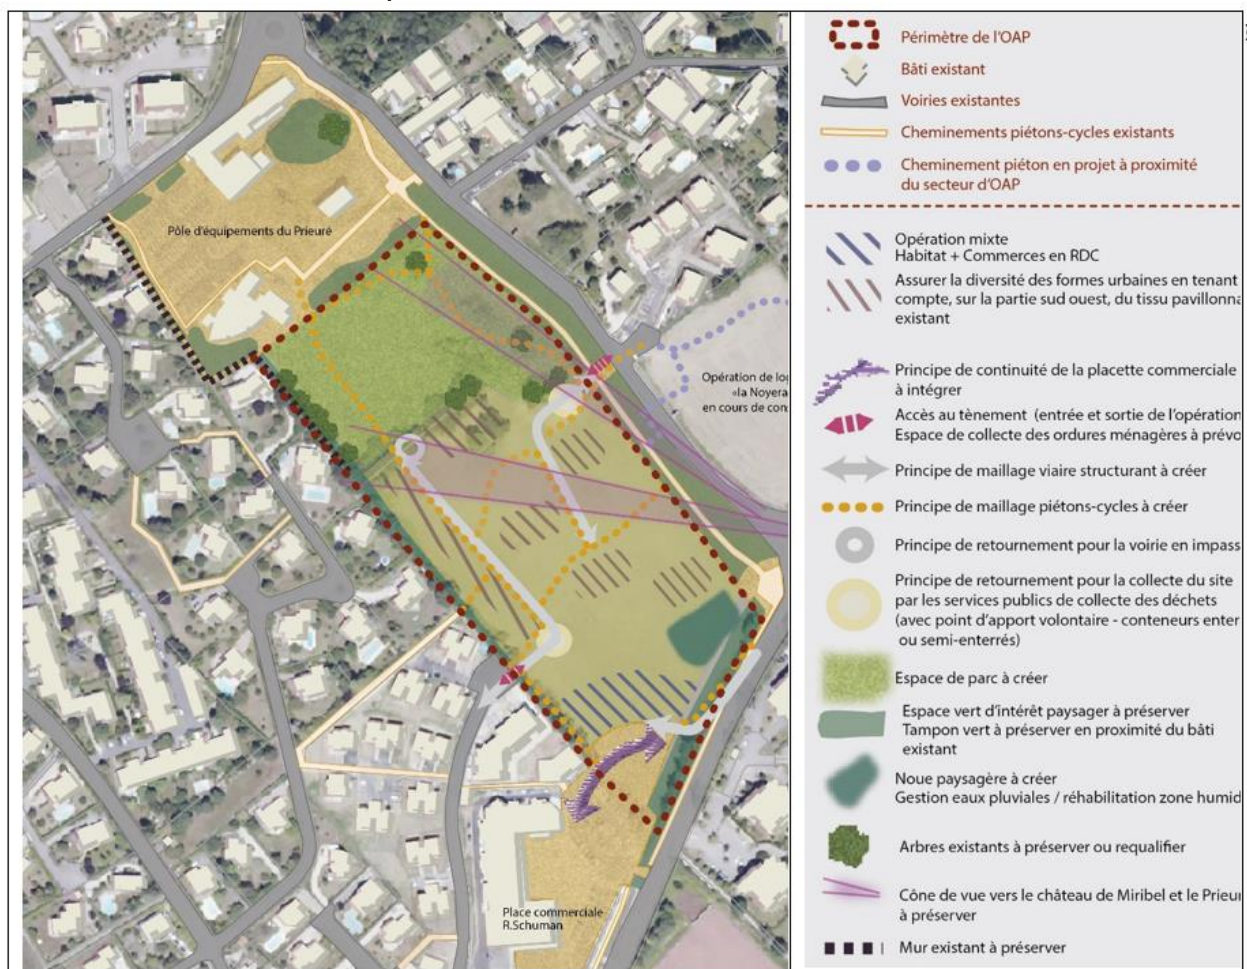 Pôle d'équipements du Prieuré
Opération de lo
«la Noyera
en cours de con
Place commerciale
R.Schuman
Périmètre de l'OAP
Bâti existant
Voiries existantes
Cheminements piétons-cycles existants
Cheminement piéton en projet à proximité
du secteur d'OAP
Opération mixte
Habitat + Commerces en RDC
Assurer la diversité des formes urbaines en tenant
compte, sur la partie sud ouest, du tissu pavillonna
existant
Principe de continuité de la placette commerciale
à intégrer
Accès au tènement (entrée et sortie de l'opération
Espace de collecte des ordures ménagères à prévo
Principe de maillage viaire structurant à créer
Principe de maillage piétons-cycles à créer
Principe de retournement pour la voirie en impass
Principe de retournement pour la collecte du site
par les services publics de collecte des déchets
(avec point d'apport volontaire - conteneurs enter
ou semi-enterrés)
Espace de parc à créer
Espace vert d'intérêt paysager à préserver
Tampon vert à préserver en proximité du bâti
existant
Noue paysagère à créer
Gestion eaux pluviales / réhabilitation zone humid
Arbres existants à préserver ou requalifier
Cône de vue vers le château de Miribel et le Prieu
à préserver
Mur existant à préserver